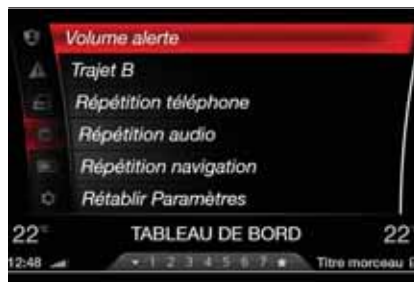 Volume alerte
Trajet B
Répétition téléphone
Répétition audio
Répétition navigation
Rétablir Paramètres
22° TABLEAU DE BORD 22°
12:48 1 2 3 4 5 6 7 Titre morceau